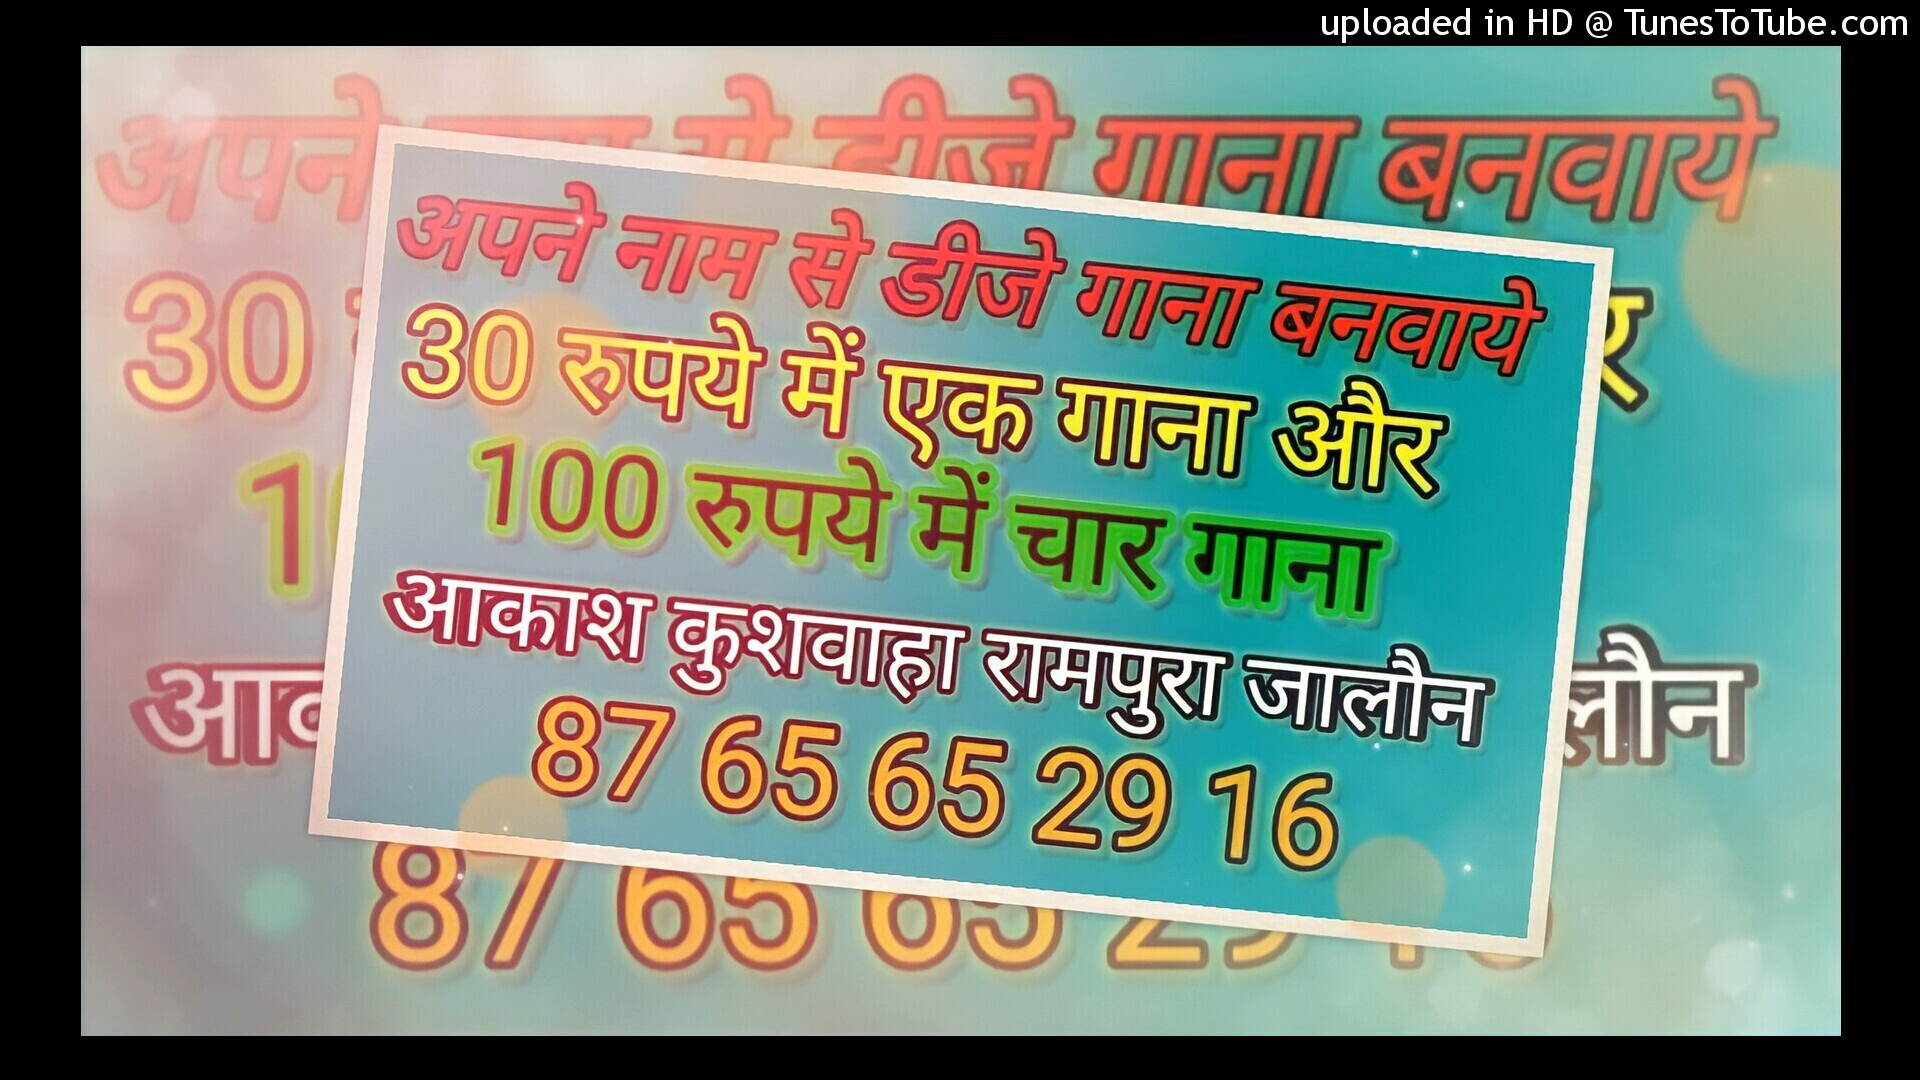 uploaded in HD @ TunesToTube.com
अपने नाम से डीजे गाना बनवाये
30 रुपये में एक गाना और
100 रुपये में चार गाना
आकाश कुशवाहा रामपुरा जालौन
87 65 65 29 16